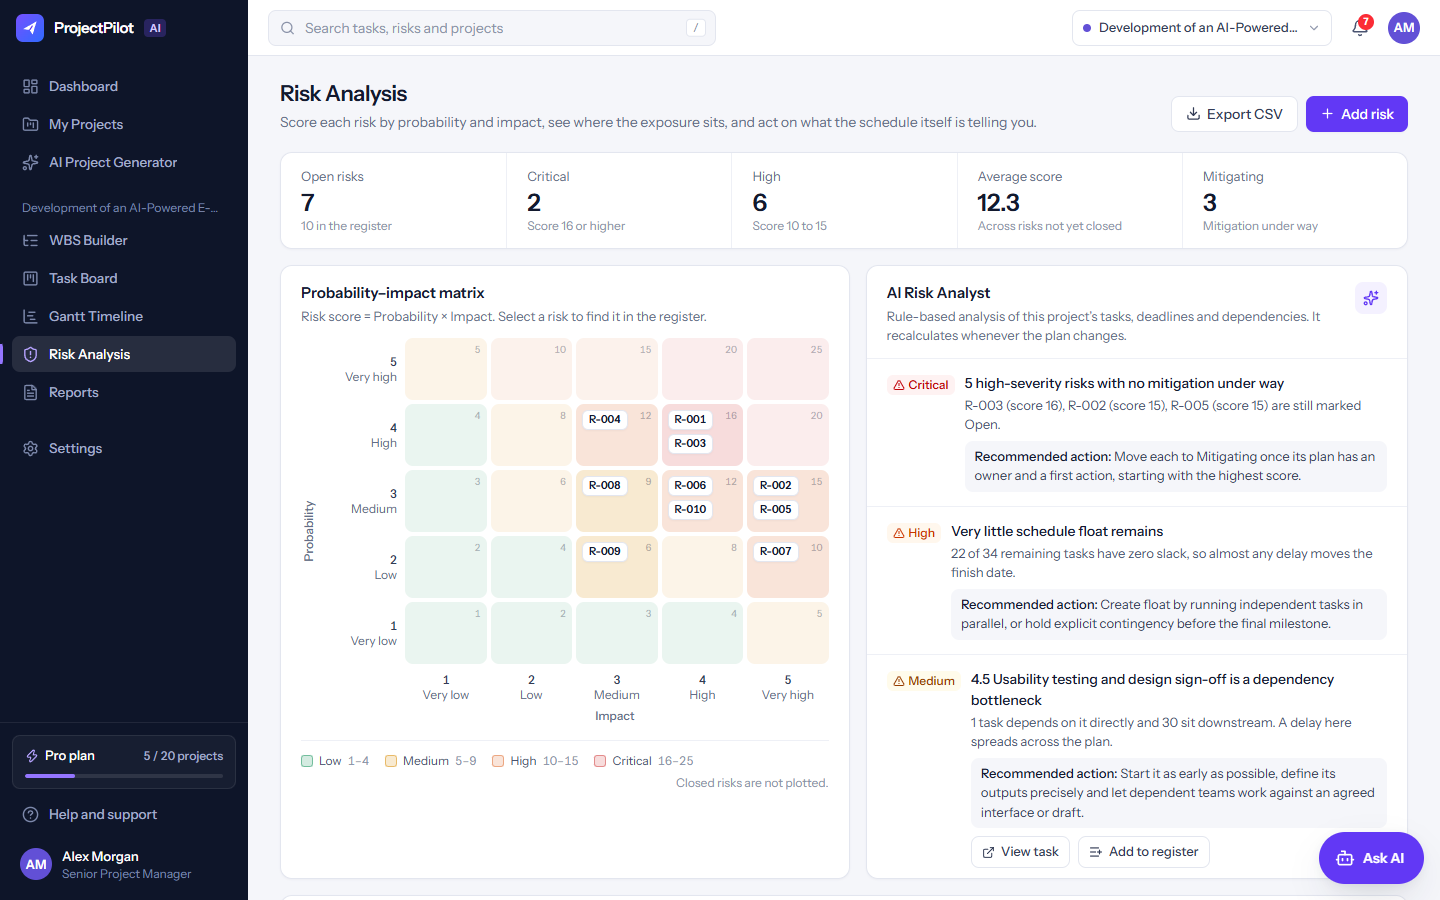 ProjectPilot AI
Dashboard
My Projects
AI Project Generator
Development of an AI-Powered E-...
WBS Builder
Task Board
Gantt Timeline
Risk Analysis
Reports
Settings
Pro plan 5 / 20 projects
Help and support
AM Alex Morgan
Senior Project Manager
Search tasks, risks and projects /
Development of an AI-Powered... 7 AM
Risk Analysis
Score each risk by probability and impact, see where the exposure sits, and act on what the schedule itself is telling you.
Export CSV
Add risk
Open risks
7
10 in the register
Critical
2
Score 16 or higher
High
6
Score 10 to 15
Average score
12.3
Across risks not yet closed
Mitigating
3
Mitigation under way
Probability–impact matrix
Risk score = Probability × Impact. Select a risk to find it in the register.
Probability
5 Very high
5 10 15 20 25
4 High
4 8 R-004 12 R-001 R-003 16 20
3 Medium
3 6 R-008 9 R-006 R-010 12 R-002 R-005 15
2 Low
2 4 R-009 6 8 R-007 10
1 Very low
1 2 3 4 5
1 2 3 4 5
Very low Low Medium High Very high
Impact
Low 1–4 Medium 5–9 High 10–15 Critical 16–25
Closed risks are not plotted.
AI Risk Analyst
Rule-based analysis of this project's tasks, deadlines and dependencies. It
recalculates whenever the plan changes.
Critical 5 high-severity risks with no mitigation under way
R-003 (score 16), R-002 (score 15), R-005 (score 15) are still marked
Open.
Recommended action: Move each to Mitigating once its plan has an
owner and a first action, starting with the highest score.
High Very little schedule float remains
22 of 34 remaining tasks have zero slack, so almost any delay moves the
finish date.
Recommended action: Create float by running independent tasks in
parallel, or hold explicit contingency before the final milestone.
Medium 4.5 Usability testing and design sign-off is a dependency
bottleneck
1 task depends on it directly and 30 sit downstream. A delay here
spreads across the plan.
Recommended action: Start it as early as possible, define its
outputs precisely and let dependent teams work against an agreed
interface or draft.
View task
Add to register
Ask AI